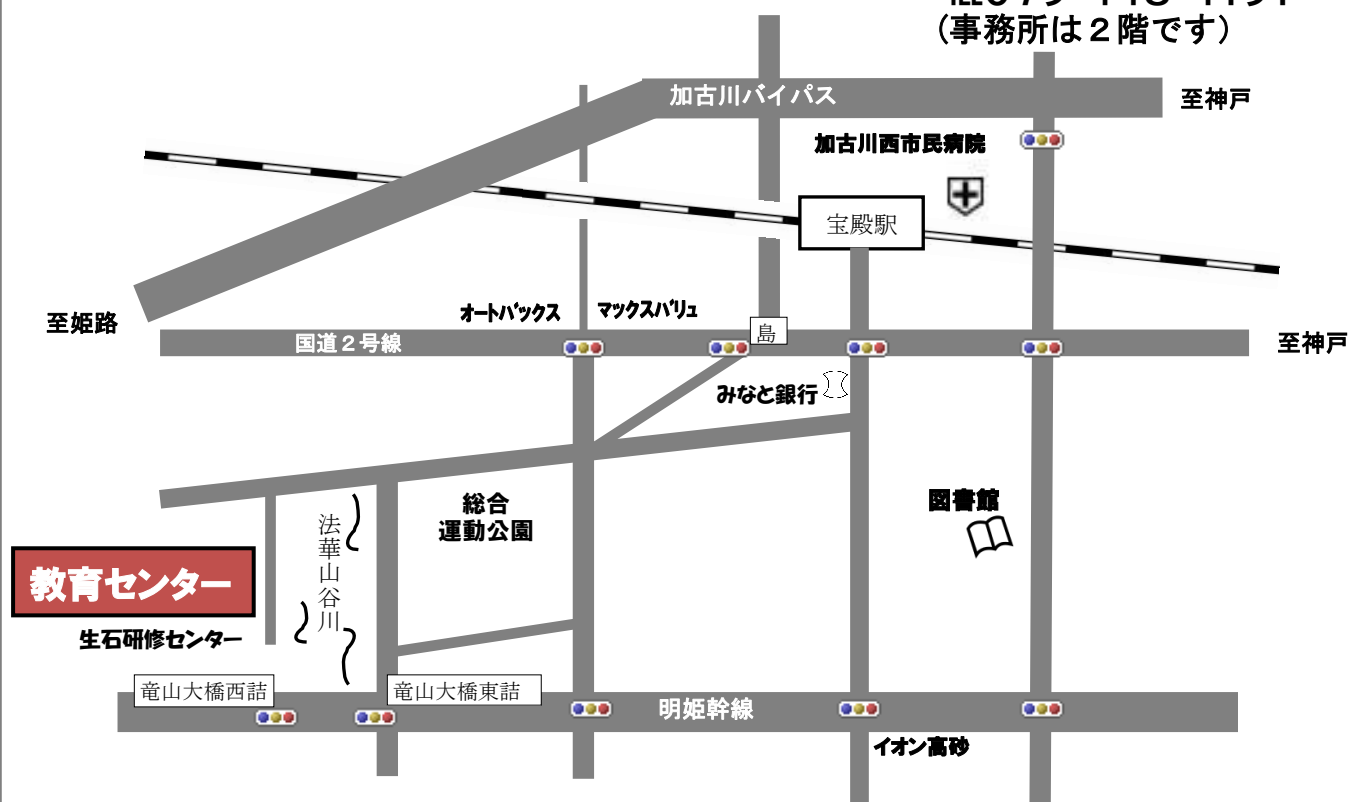 (事務所は2階です)
加古川バイパス
至神戸
加古川西市民病院
宝殿駅
至姫路
オートバックス
マックスバリュ
島
国道2号線
至神戸
みなと銀行
総合
運動公園
図書館
法華山谷川
教育センター
生石研修センター
竜山大橋西詰
竜山大橋東詰
明姫幹線
イオン高砂